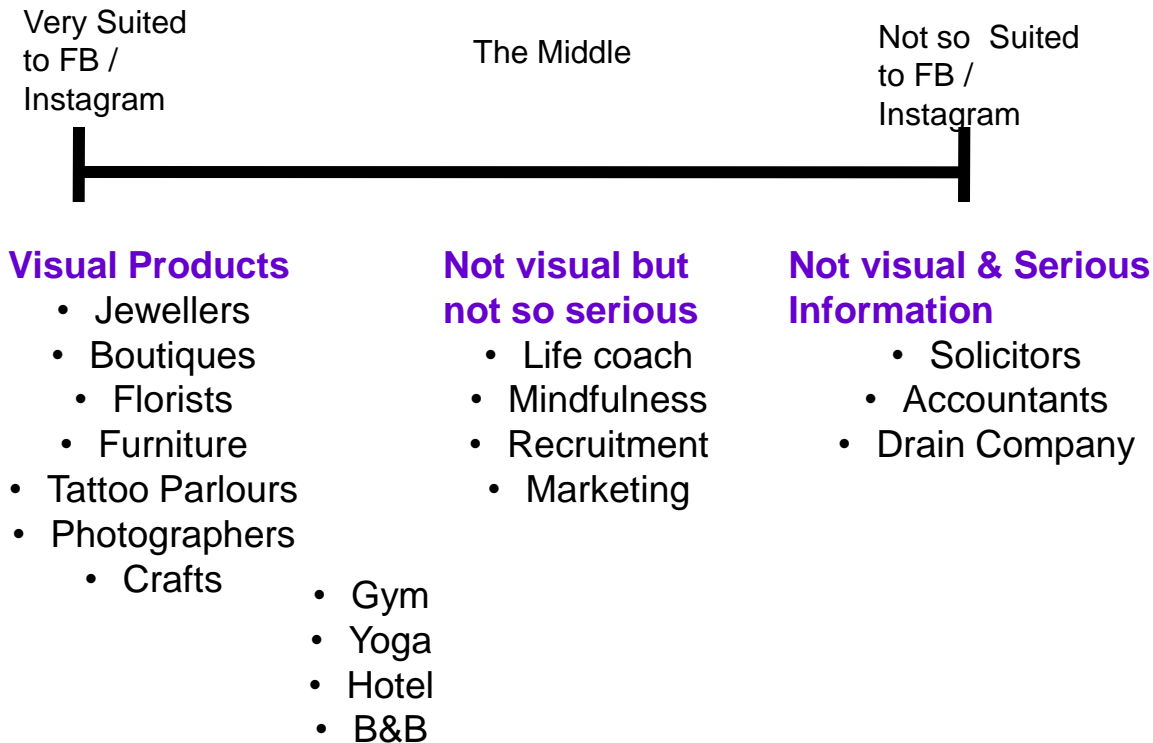 Very Suited
to FB /
Instagram
The Middle
Not so  Suited
to FB /
Instagram
Visual Products
• Jewellers
• Boutiques
• Florists
• Furniture
• Tattoo Parlours
• Photographers
• Crafts
• Gym
• Yoga
• Hotel
• B&B
Not visual but
not so serious
• Life coach
• Mindfulness
• Recruitment
• Marketing
Not visual & Serious
Information
• Solicitors
• Accountants
• Drain Company